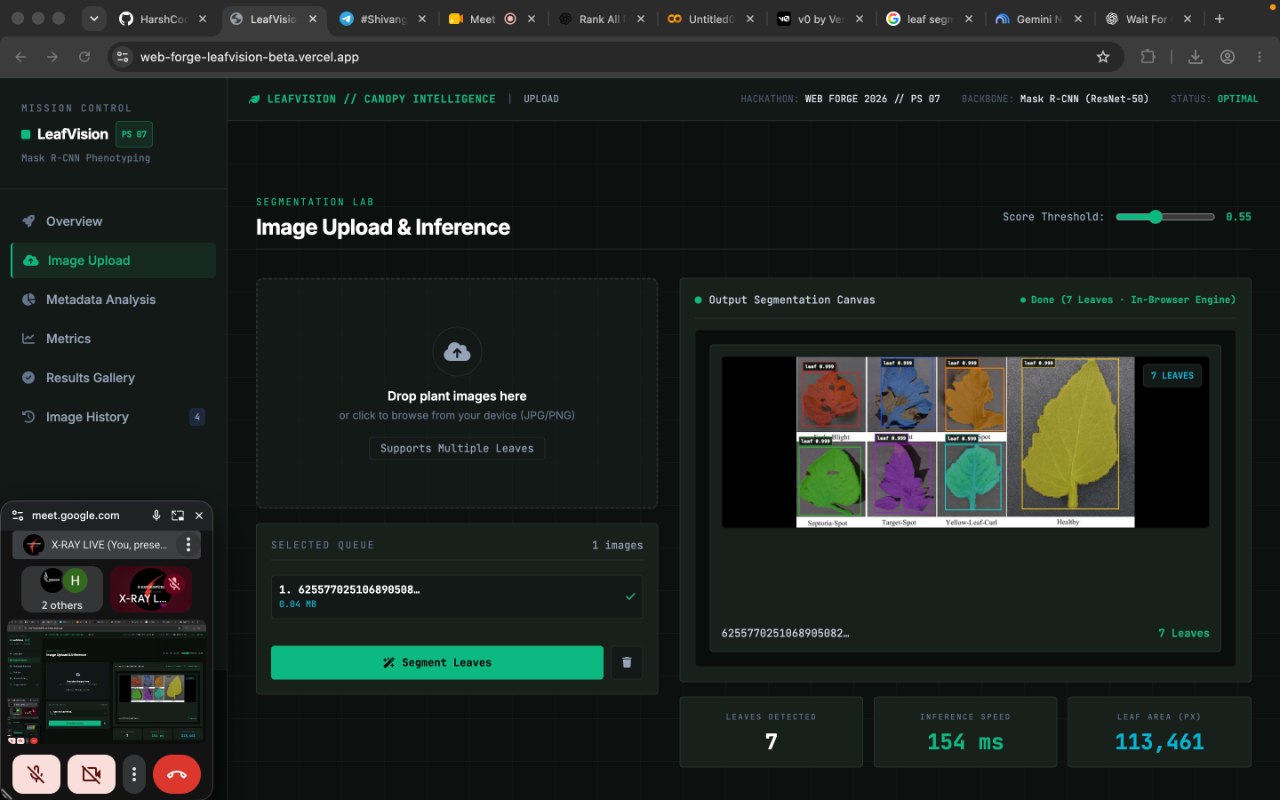 HarshCo
LeafVisio
#Shivang
Meet
Rank All
Untitled
v0 by Ve
leaf segm
Gemini N
Wait For
web-forge-leafvision-beta.vercel.app
MISSION CONTROL
LeafVision PS 07
Mask R-CNN Phenotyping
Overview
Image Upload
Metadata Analysis
Metrics
Results Gallery
Image History 4
LEAFVISION // CANOPY INTELLIGENCE | UPLOAD
HACKATHON: WEB FORGE 2026 // PS 07 BACKBONE: Mask R-CNN (ResNet-50) STATUS: OPTIMAL
SEGMENTATION LAB
Image Upload & Inference
Score Threshold: 0.55
Drop plant images here
or click to browse from your device (JPG/PNG)
Supports Multiple Leaves
SELECTED QUEUE 1 images
1. 625577025106890508…
0.04 MB
Segment Leaves
Output Segmentation Canvas
Done (7 Leaves · In-Browser Engine)
leaf 0.999
leaf 0.999
leaf 0.999
leaf 0.999
7 LEAVES
leaf 0.999
leaf 0.999
leaf 0.999
Septoria-Spot
Target-Spot
Yellow-Leaf-Curl
Healthy
6255770251068905082…
7 Leaves
LEAVES DETECTED
7
INFERENCE SPEED
154 ms
LEAF AREA (PX)
113,461
meet.google.com
X-RAY LIVE (You, prese…
H
2 others
X-RAY L…